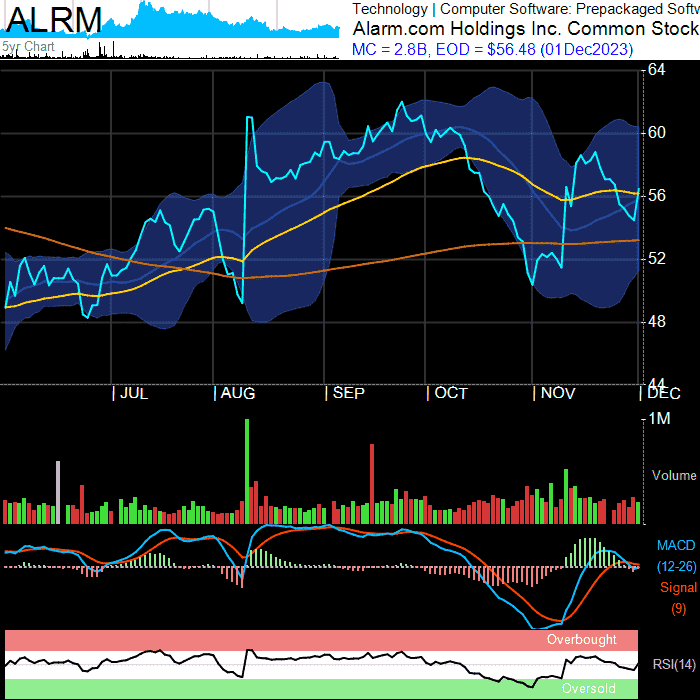 ALRM
5yr Chart
Technology | Computer Software: Prepackaged Softw
Alarm.com Holdings Inc. Common Stock
MC = 2.8B, EOD = $56.48 (01Dec2023)
64
60
56
52
48
44
| JUL | AUG | SEP | OCT | NOV | DEC
1M
Volume
MACD
(12-26)
Signal
(9)
Overbought
RSI(14)
Oversold